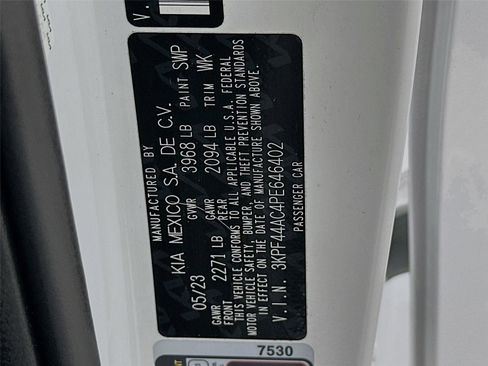 MANUFACTURED BY
KIA MEXICO S.A. DE C.V.
05/23 GVWR 3968 LB PAINT SWP
GAWR FRONT 2271 LB GAWR REAR 2094 LB TRIM WK
THIS VEHICLE CONFORMS TO ALL APPLICABLE U.S.A. FEDERAL
MOTOR VEHICLE SAFETY, BUMPER, AND THEFT PREVENTION STANDARDS
IN EFFECT ON THE DATE OF MANUFACTURE SHOWN ABOVE.
V.I.N. 3KPF44AC4PE646402
PASSENGER CAR
V.I
7530